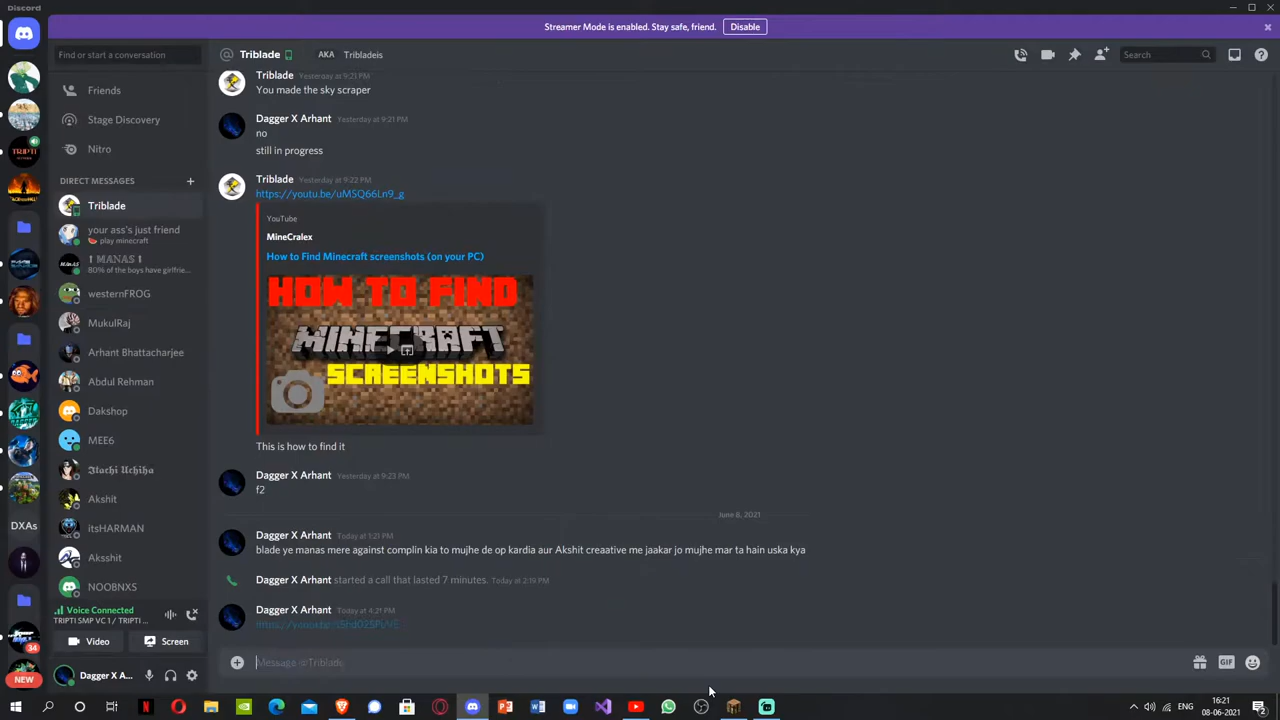 Discord
Streamer Mode is enabled. Stay safe, friend.
Disable
Find or start a conversation
Triblade
AKA
Tribladeis
Search
Friends
Stage Discovery
Nitro
DIRECT MESSAGES
Triblade
your ass's just friend
play minecraft
MANAS
80% of the boys have girlfrie...
westernFROG
MukulRaj
Arhant Bhattacharjee
Abdul Rehman
Dakshop
MEE6
Itachi Uchiha
Akshit
itsHARMAN
Aksshit
NOOBNXS
Voice Connected
TRIPTI SMP VC 1 / TRIPTI ...
Video
Screen
Dagger X A...
TRIPTI
DXAs
34
NEW
Triblade Yesterday at 9:21 PM
You made the sky scraper
Dagger X Arhant Yesterday at 9:21 PM
no
still in progress
Triblade Yesterday at 9:22 PM
https://youtu.be/uMSQ66Ln9_g
YouTube
MineCralex
How to Find Minecraft screenshots (on your PC)
HOW TO FIND
MINECRAFT
SCREENSHOTS
This is how to find it
Dagger X Arhant Yesterday at 9:23 PM
f2
June 8, 2021
Dagger X Arhant Today at 1:21 PM
blade ye manas mere against complin kia to mujhe de op kardia aur Akshit creaative me jaakar jo mujhe mar ta hain uska kya
Dagger X Arhant started a call that lasted 7 minutes. Today at 2:19 PM
Dagger X Arhant Today at 4:21 PM
Message @Triblade
GIF
ENG
16:21
08-06-2021